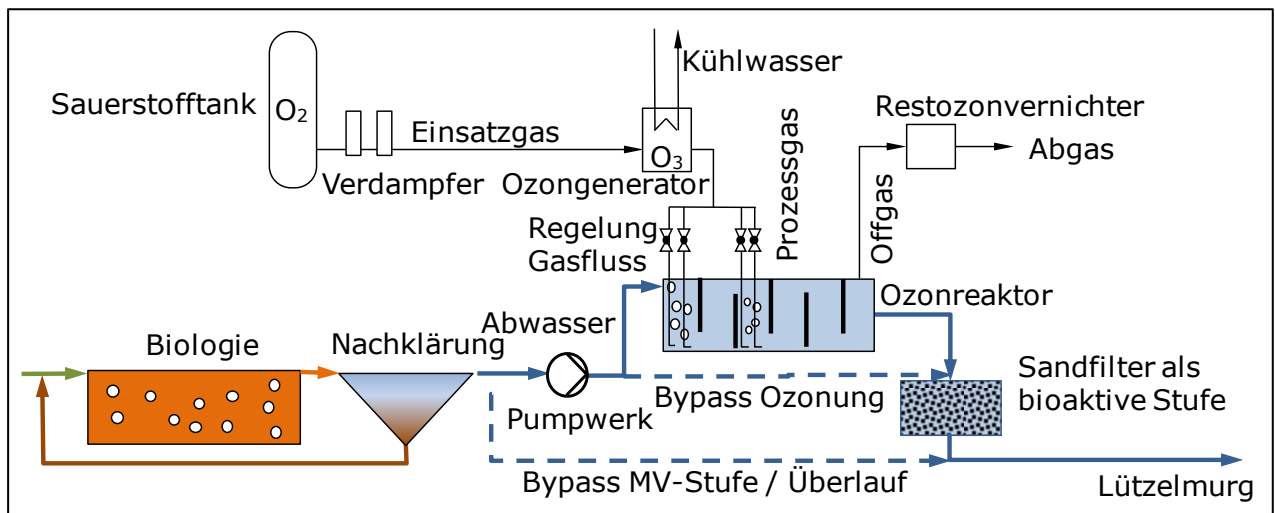 Kühlwasser
Sauerstofftank
O2
Einsatzgas
Verdampfer
O3
Ozongenerator
Restozonvernichter
Abgas
Prozessgas
Offgas
Regelung
Gasfluss
Ozonreaktor
Abwasser
Biologie
Nachklärung
Pumpwerk
Bypass Ozonung
Sandfilter als
bioaktive Stufe
Bypass MV-Stufe / Überlauf
Lützelmurg